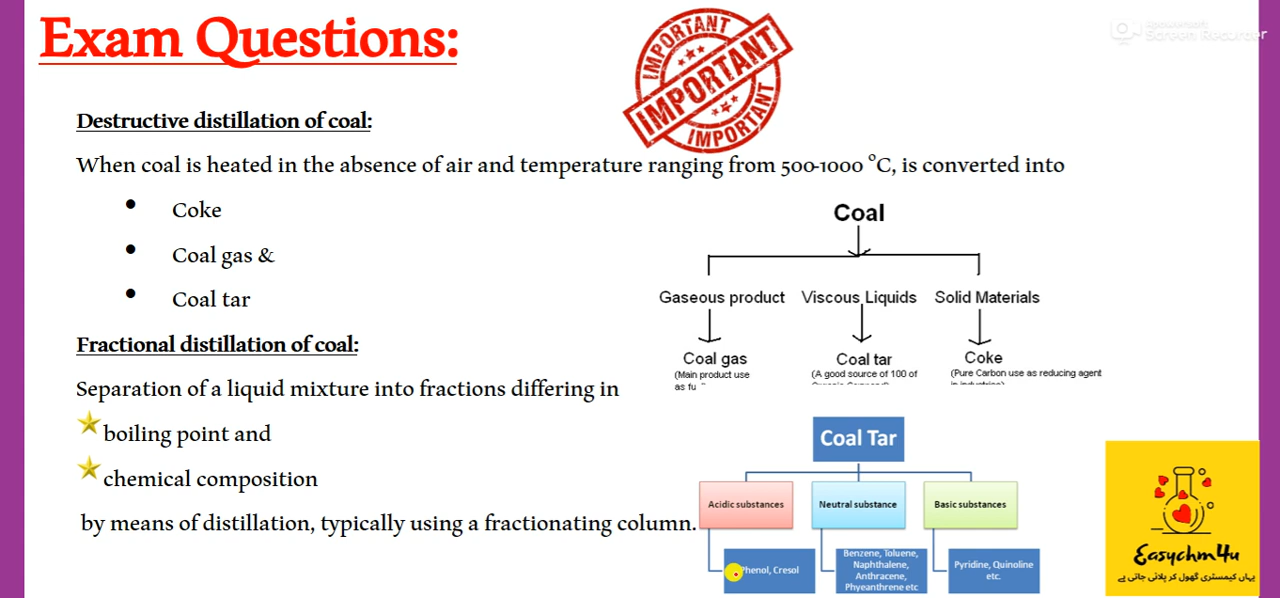 Exam Questions:
IMPORTANT
IMPORTANT
IMPORTANT
Apowersoft
Screen Recorder
Destructive distillation of coal:
When coal is heated in the absence of air and temperature ranging from 500-1000 °C, is converted into
• Coke
• Coal gas &
• Coal tar
Fractional distillation of coal:
Separation of a liquid mixture into fractions differing in
boiling point and
chemical composition
by means of distillation, typically using a fractionating column.
Coal
Gaseous product Viscous Liquids Solid Materials
Coal gas
(Main product use
as
Coal tar
(A good source of 100 of
Coke
(Pure Carbon use as reducing agent
Coal Tar
Acidic substances
Neutral substance
Basic substances
Phenol, Cresol
Benzene, Toluene,
Naphthalene,
Anthracene,
Phyeanthrene etc
Pyridine, Quinoline
etc.
Easychm4u
یہاں کیمسٹری گھول کر پلائی جاتی ہے